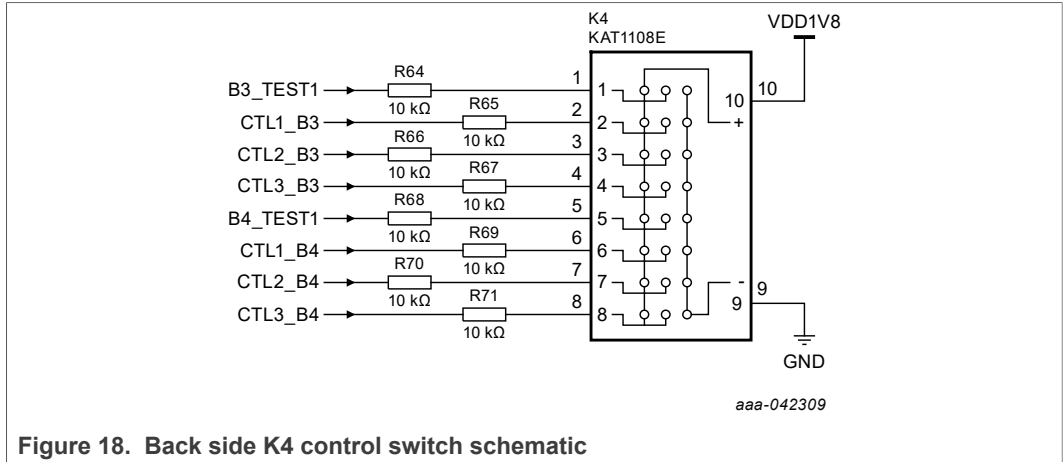 K4
KAT1108E
VDD1V8
B3_TEST1 R64 10 kΩ 1 1
CTL1_B3 R65 10 kΩ 2 2
CTL2_B3 R66 10 kΩ 3 3
CTL3_B3 R67 10 kΩ 4 4
B4_TEST1 R68 10 kΩ 5 5
CTL1_B4 R69 10 kΩ 6 6
CTL2_B4 R70 10 kΩ 7 7
CTL3_B4 R71 10 kΩ 8 8
10 10
+
-
9 9
GND
aaa-042309
Figure 18. Back side K4 control switch schematic